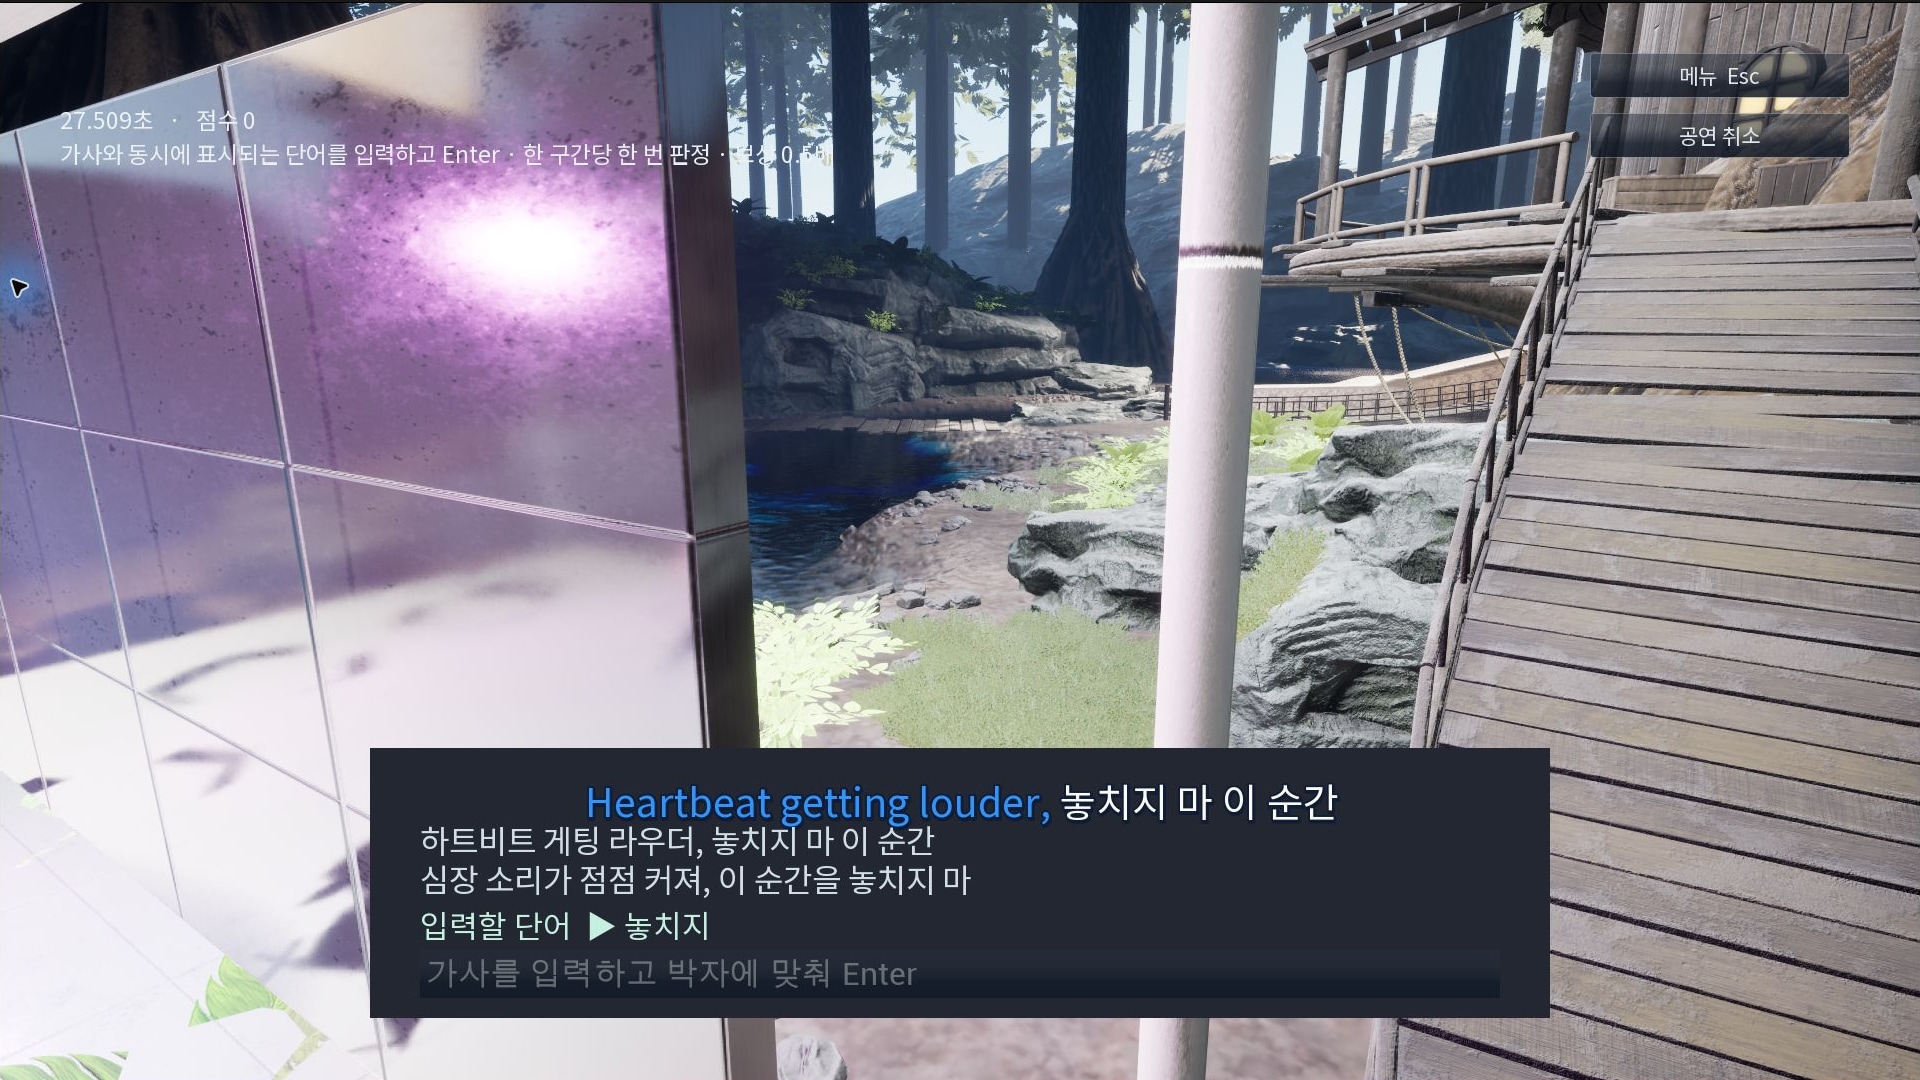 메뉴 Esc
27.509초 · 점수 0
공연 취소
가사와 동시에 표시되는 단어를 입력하고 Enter · 한 구간당 한 번 판정 · 보상 0.5배
Heartbeat getting louder, 놓치지 마 이 순간
하트비트 게팅 라우더, 놓치지 마 이 순간
심장 소리가 점점 커져, 이 순간을 놓치지 마
입력할 단어 ▶ 놓치지
가사를 입력하고 박자에 맞춰 Enter